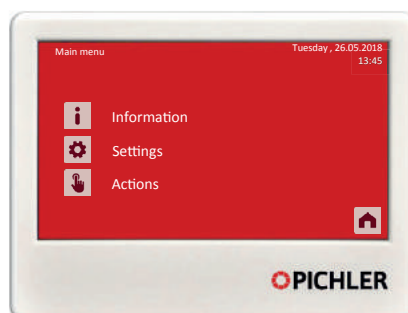 Main menu
Tuesday , 26.05.2018
13:45
Information
Settings
Actions
PICHLER